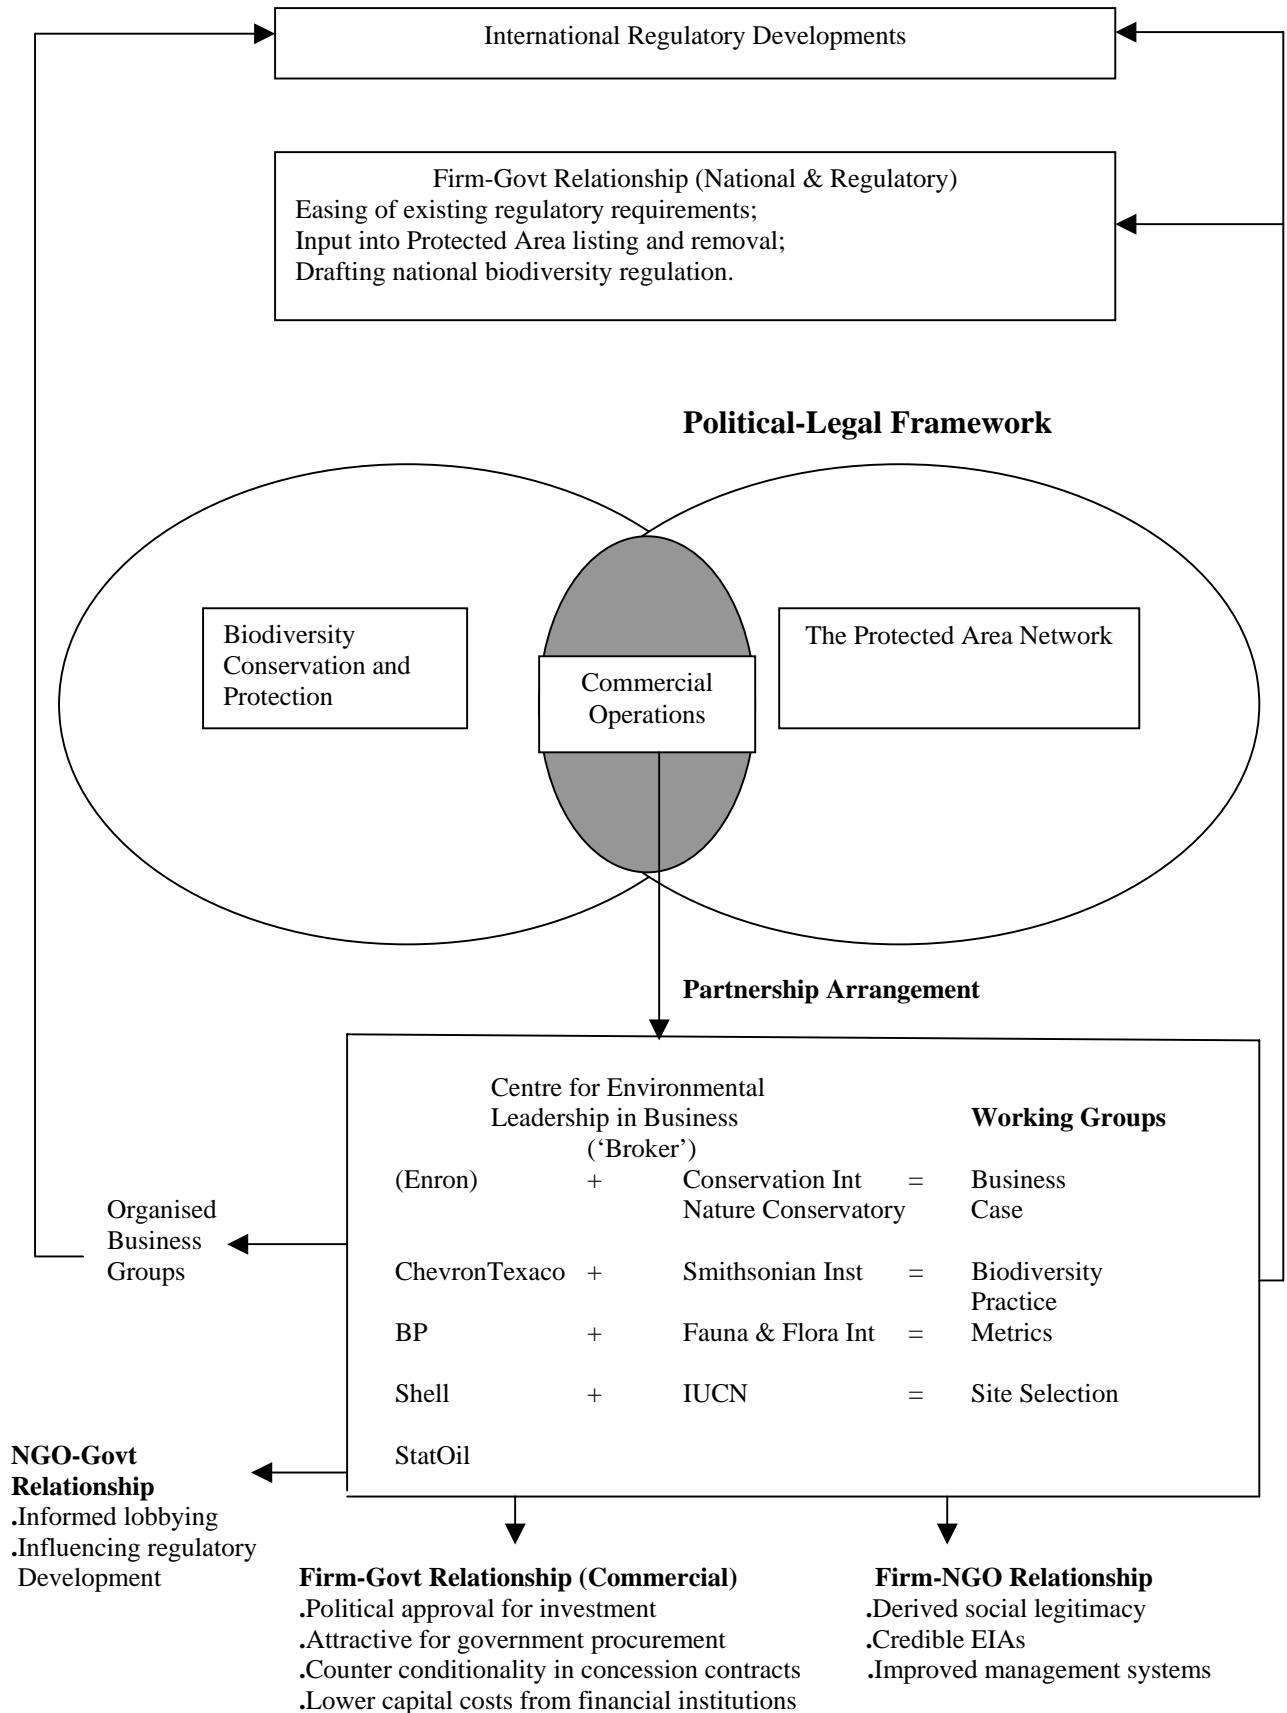 International Regulatory Developments
Firm-Govt Relationship (National & Regulatory)
Easing of existing regulatory requirements;
Input into Protected Area listing and removal;
Drafting national biodiversity regulation.
Political-Legal Framework
Biodiversity
Conservation and
Protection
Commercial
Operations
The Protected Area Network
Partnership Arrangement
Centre for Environmental
Leadership in Business
(‘Broker’)
Working Groups
(Enron) + Conservation Int = Business
Nature Conservatory Case
ChevronTexaco + Smithsonian Inst = Biodiversity
Practice
BP + Fauna & Flora Int = Metrics
Shell + IUCN = Site Selection
StatOil
Organised
Business
Groups
NGO-Govt
Relationship
.Informed lobbying
.Influencing regulatory
Development
Firm-Govt Relationship (Commercial)
.Political approval for investment
.Attractive for government procurement
.Counter conditionality in concession contracts
.Lower capital costs from financial institutions
Firm-NGO Relationship
.Derived social legitimacy
.Credible EIAs
.Improved management systems